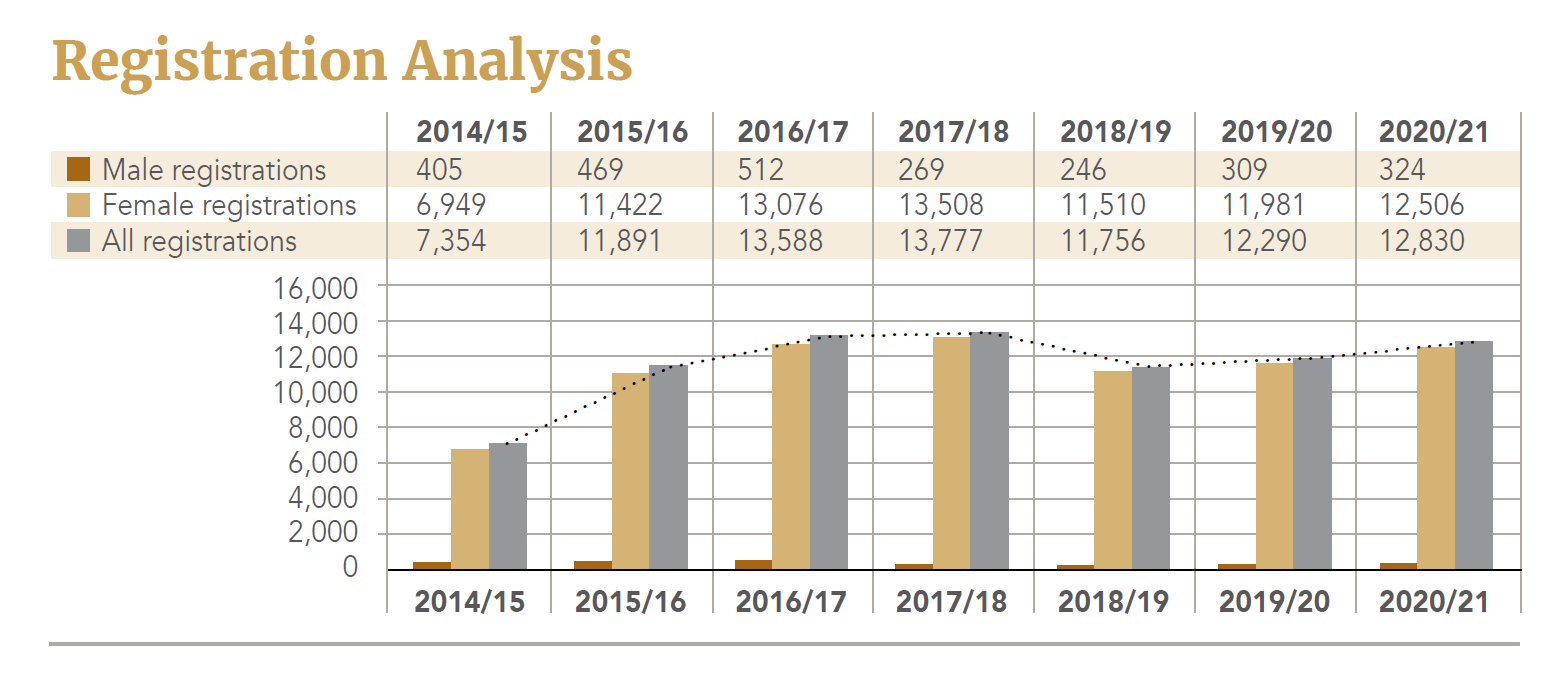 Registration Analysis
2014/15 2015/16 2016/17 2017/18 2018/19 2019/20 2020/21
Male registrations 405 469 512 269 246 309 324
Female registrations 6,949 11,422 13,076 13,508 11,510 11,981 12,506
All registrations 7,354 11,891 13,588 13,777 11,756 12,290 12,830
16,000
14,000
12,000
10,000
8,000
6,000
4,000
2,000
0
2014/15 2015/16 2016/17 2017/18 2018/19 2019/20 2020/21